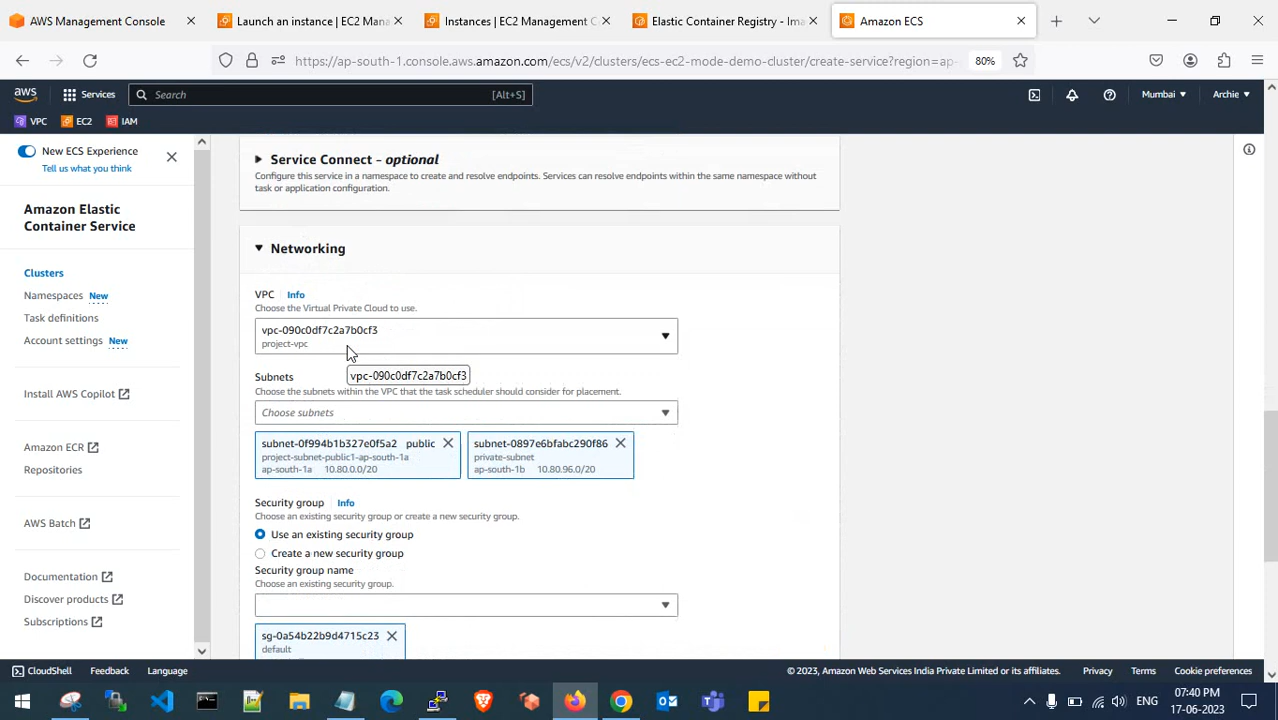 AWS Management Console
Launch an instance | EC2 Mana
Instances | EC2 Management C
Elastic Container Registry - Ima
Amazon ECS
https://ap-south-1.console.aws.amazon.com/ecs/v2/clusters/ecs-ec2-mode-demo-cluster/create-service?region=ap-
80%
aws
Services
Search
[Alt+S]
Mumbai
Archie
VPC
EC2
IAM
New ECS Experience
Tell us what you think
Amazon Elastic
Container Service
Clusters
Namespaces New
Task definitions
Account settings New
Install AWS Copilot
Amazon ECR
Repositories
AWS Batch
Documentation
Discover products
Subscriptions
Service Connect - optional
Configure this service in a namespace to create and resolve endpoints. Services can resolve endpoints within the same namespace without
task or application configuration.
Networking
VPC Info
Choose the Virtual Private Cloud to use.
vpc-090c0df7c2a7b0cf3
project-vpc
vpc-090c0df7c2a7b0cf3
Subnets
Choose the subnets within the VPC that the task scheduler should consider for placement.
Choose subnets
subnet-0f994b1b327e0f5a2 public
project-subnet-public1-ap-south-1a
ap-south-1a 10.80.0.0/20
subnet-0897e6bfabc290f86
private-subnet
ap-south-1b 10.80.96.0/20
Security group Info
Choose an existing security group or create a new security group.
Use an existing security group
Create a new security group
Security group name
Choose an existing security group.
sg-0a54b22b9d4715c23
default
CloudShell
Feedback
Language
© 2023, Amazon Web Services India Private Limited or its affiliates.
Privacy
Terms
Cookie preferences
ENG
07:40 PM
17-06-2023